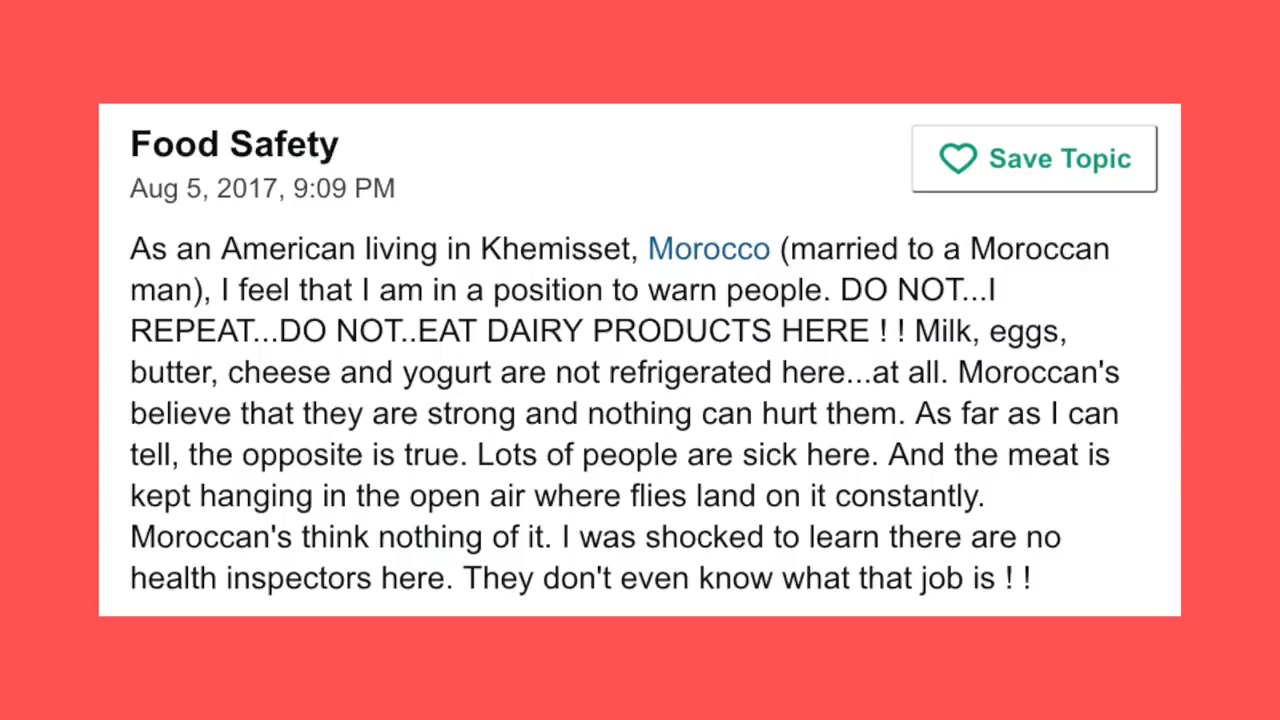 Food Safety
Save Topic
Aug 5, 2017, 9:09 PM
As an American living in Khemisset, Morocco (married to a Moroccan
man), I feel that I am in a position to warn people. DO NOT...I
REPEAT...DO NOT..EAT DAIRY PRODUCTS HERE ! ! Milk, eggs,
butter, cheese and yogurt are not refrigerated here...at all. Moroccan's
believe that they are strong and nothing can hurt them. As far as I can
tell, the opposite is true. Lots of people are sick here. And the meat is
kept hanging in the open air where flies land on it constantly.
Moroccan's think nothing of it. I was shocked to learn there are no
health inspectors here. They don't even know what that job is ! !